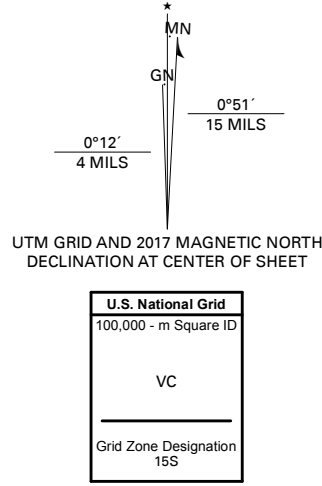 ★
MN
GN
0°51´
15 MILS
0°12´
4 MILS
UTM GRID AND 2017 MAGNETIC NORTH
DECLINATION AT CENTER OF SHEET
U.S. National Grid
100,000 - m Square ID
VC
Grid Zone Designation
15S